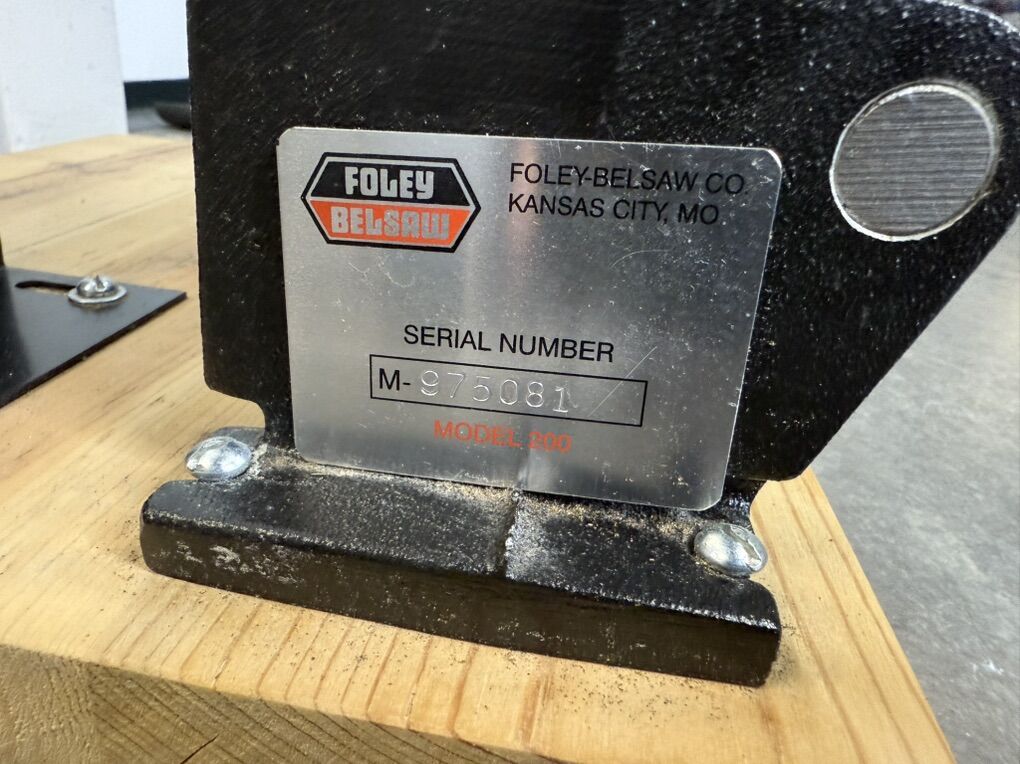 FOLEY
BELSAW
FOLEY-BELSAW CO.
KANSAS CITY, MO
SERIAL NUMBER
M-975081
MODEL 200